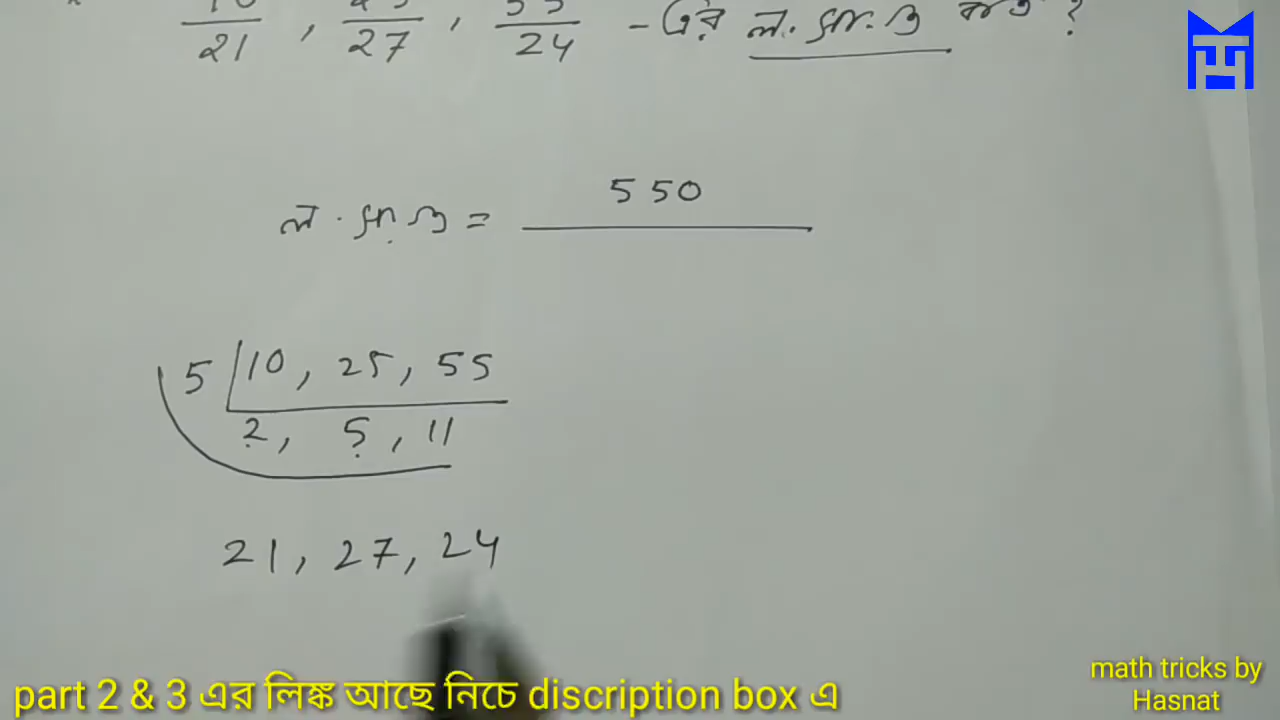 21 , 27 , 24 - এর ল. সা. গু কত ?
ল. সা. গু = 550
5 10 , 25 , 55
2 , 5 , 11
21 , 27 , 24
part 2 & 3 এর লিঙ্ক আছে নিচে discription box এ
math tricks by
Hasnat